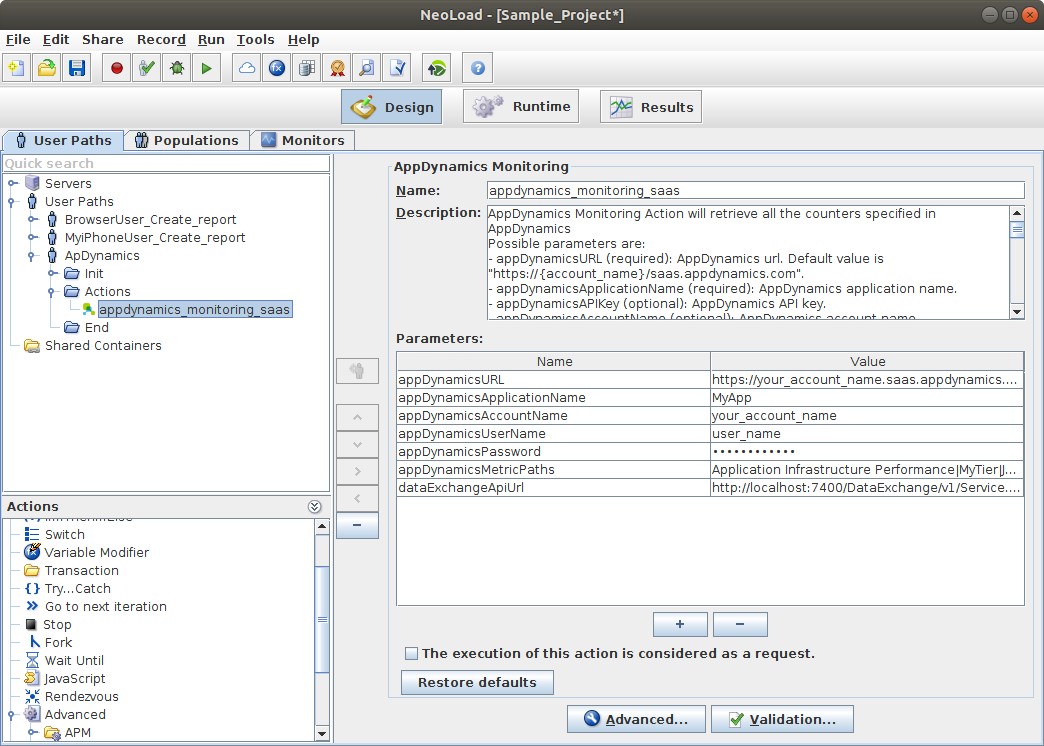 NeoLoad - [Sample_Project*]
File Edit Share Record Run Tools Help
Design Runtime Results
User Paths Populations Monitors
Quick search
Servers
User Paths
BrowserUser_Create_report
MyiPhoneUser_Create_report
ApDynamics
Init
Actions
appdynamics_monitoring_saas
End
Shared Containers
Actions
Switch
Variable Modifier
Transaction
Try...Catch
Go to next iteration
Stop
Fork
Wait Until
JavaScript
Rendezvous
Advanced
APM
AppDynamics Monitoring
Name: appdynamics_monitoring_saas
Description: AppDynamics Monitoring Action will retrieve all the counters specified in
AppDynamics
Possible parameters are:
- appDynamicsURL (required): AppDynamics url. Default value is
"https://{account_name}/saas.appdynamics.com".
- appDynamicsApplicationName (required): AppDynamics application name.
- appDynamicsAPIKey (optional): AppDynamics API key.
- appDynamicsAccountName (optional): AppDynamics account name
Parameters:
Name Value
appDynamicsURL https://your_account_name.saas.appdynamics....
appDynamicsApplicationName MyApp
appDynamicsAccountName your_account_name
appDynamicsUserName user_name
appDynamicsPassword ••••••••••••
appDynamicsMetricPaths Application Infrastructure Performance|MyTier|J...
dataExchangeApiUrl http://localhost:7400/DataExchange/v1/Service....
+ −
The execution of this action is considered as a request.
Restore defaults
Advanced... Validation...